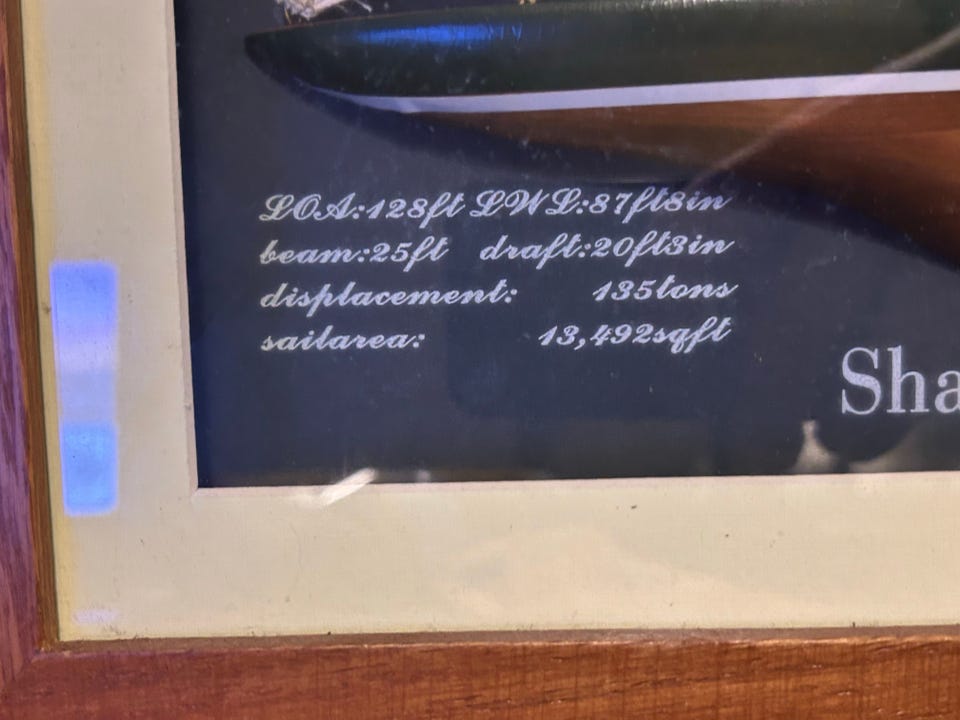 LOA:128ft LWL:87ft8in
beam:25ft draft:20ft3in
displacement: 135tons
sailarea: 13,492sqft
Sha